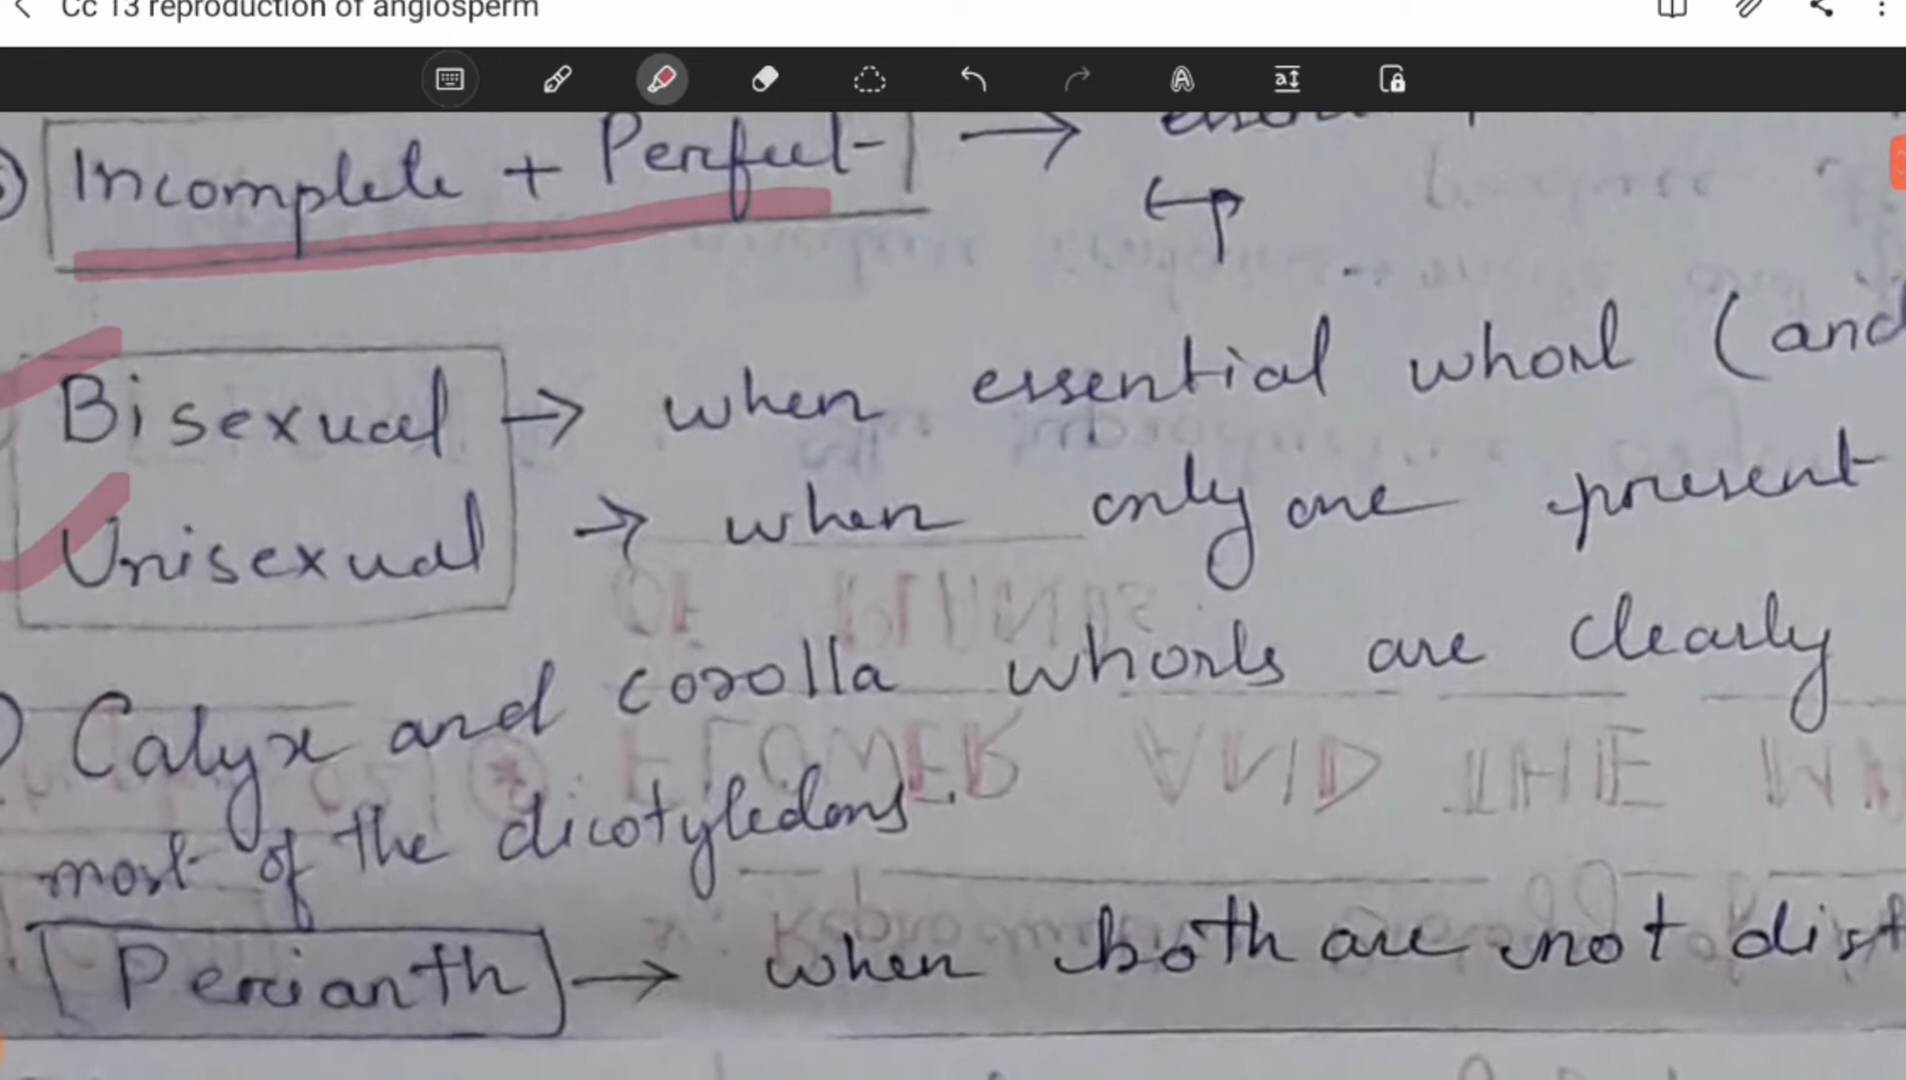 Cc 13 reproduction of angiosperm
Incomplete + Perfect →
Bisexual → when essential whorl (and
Unisexual → when only one present
Calyx and corolla whorls are clearly
most of the dicotyledons.
Perianth → when both are not dist